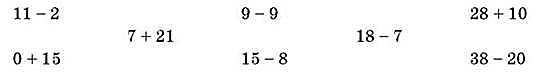 11 – 2 9 – 9 28 + 10
7 + 21 18 – 7
0 + 15 15 – 8 38 – 20